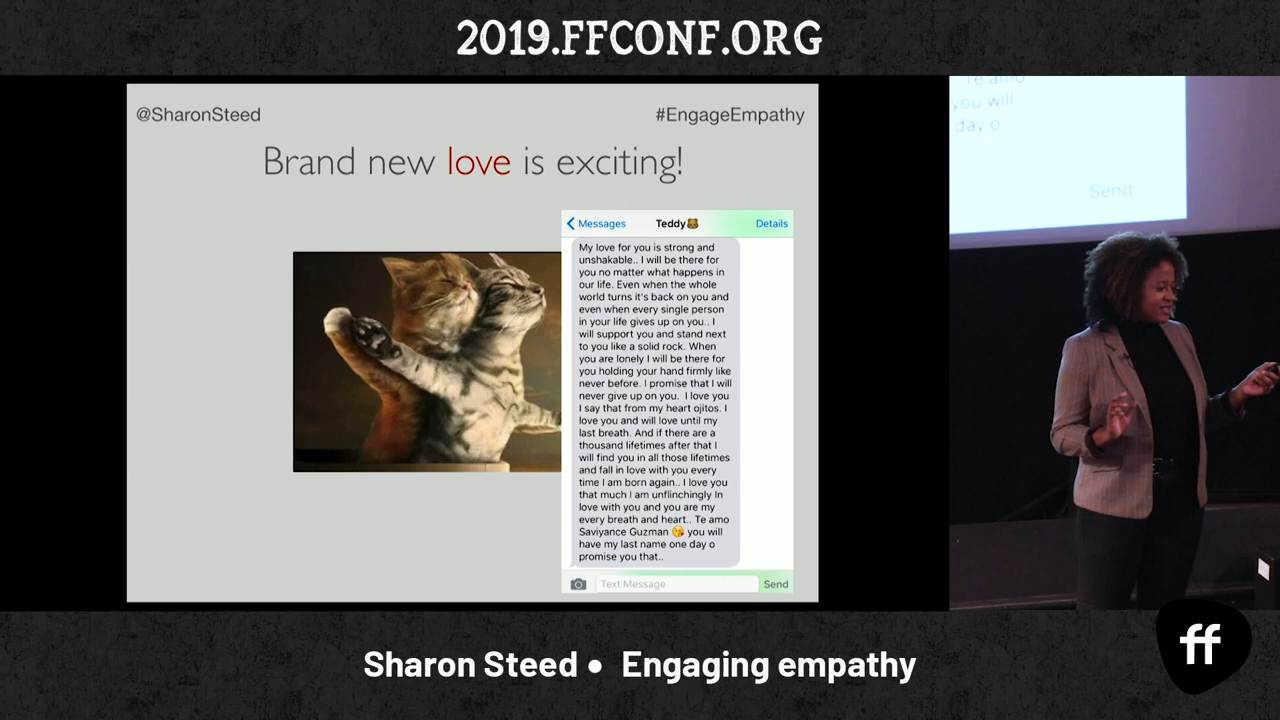 2019.FFCONF.ORG
@SharonSteed
#EngageEmpathy
Brand new love is exciting!
Messages
Teddy🐻
Details
My love for you is strong and
unshakable.. I will be there for
you no matter what happens in
our life. Even when the whole
world turns it's back on you and
even when every single person
in your life gives up on you.. I
will support you and stand next
to you like a solid rock. When
you are lonely I will be there for
you holding your hand firmly like
never before. I promise that I will
never give up on you.  I love you
I say that from my heart ojitos. I
love you and will love until my
last breath. And if there are a
thousand lifetimes after that I
will find you in all those lifetimes
and fall in love with you every
time I am born again.. I love you
that much I am unflinchingly In
love with you and you are my
every breath and heart.. Te amo
Saviyance Guzman 😘 you will
have my last name one day o
promise you that..
Text Message
Send
Te amo
you will
day o
Send
Sharon Steed ● Engaging empathy
ff